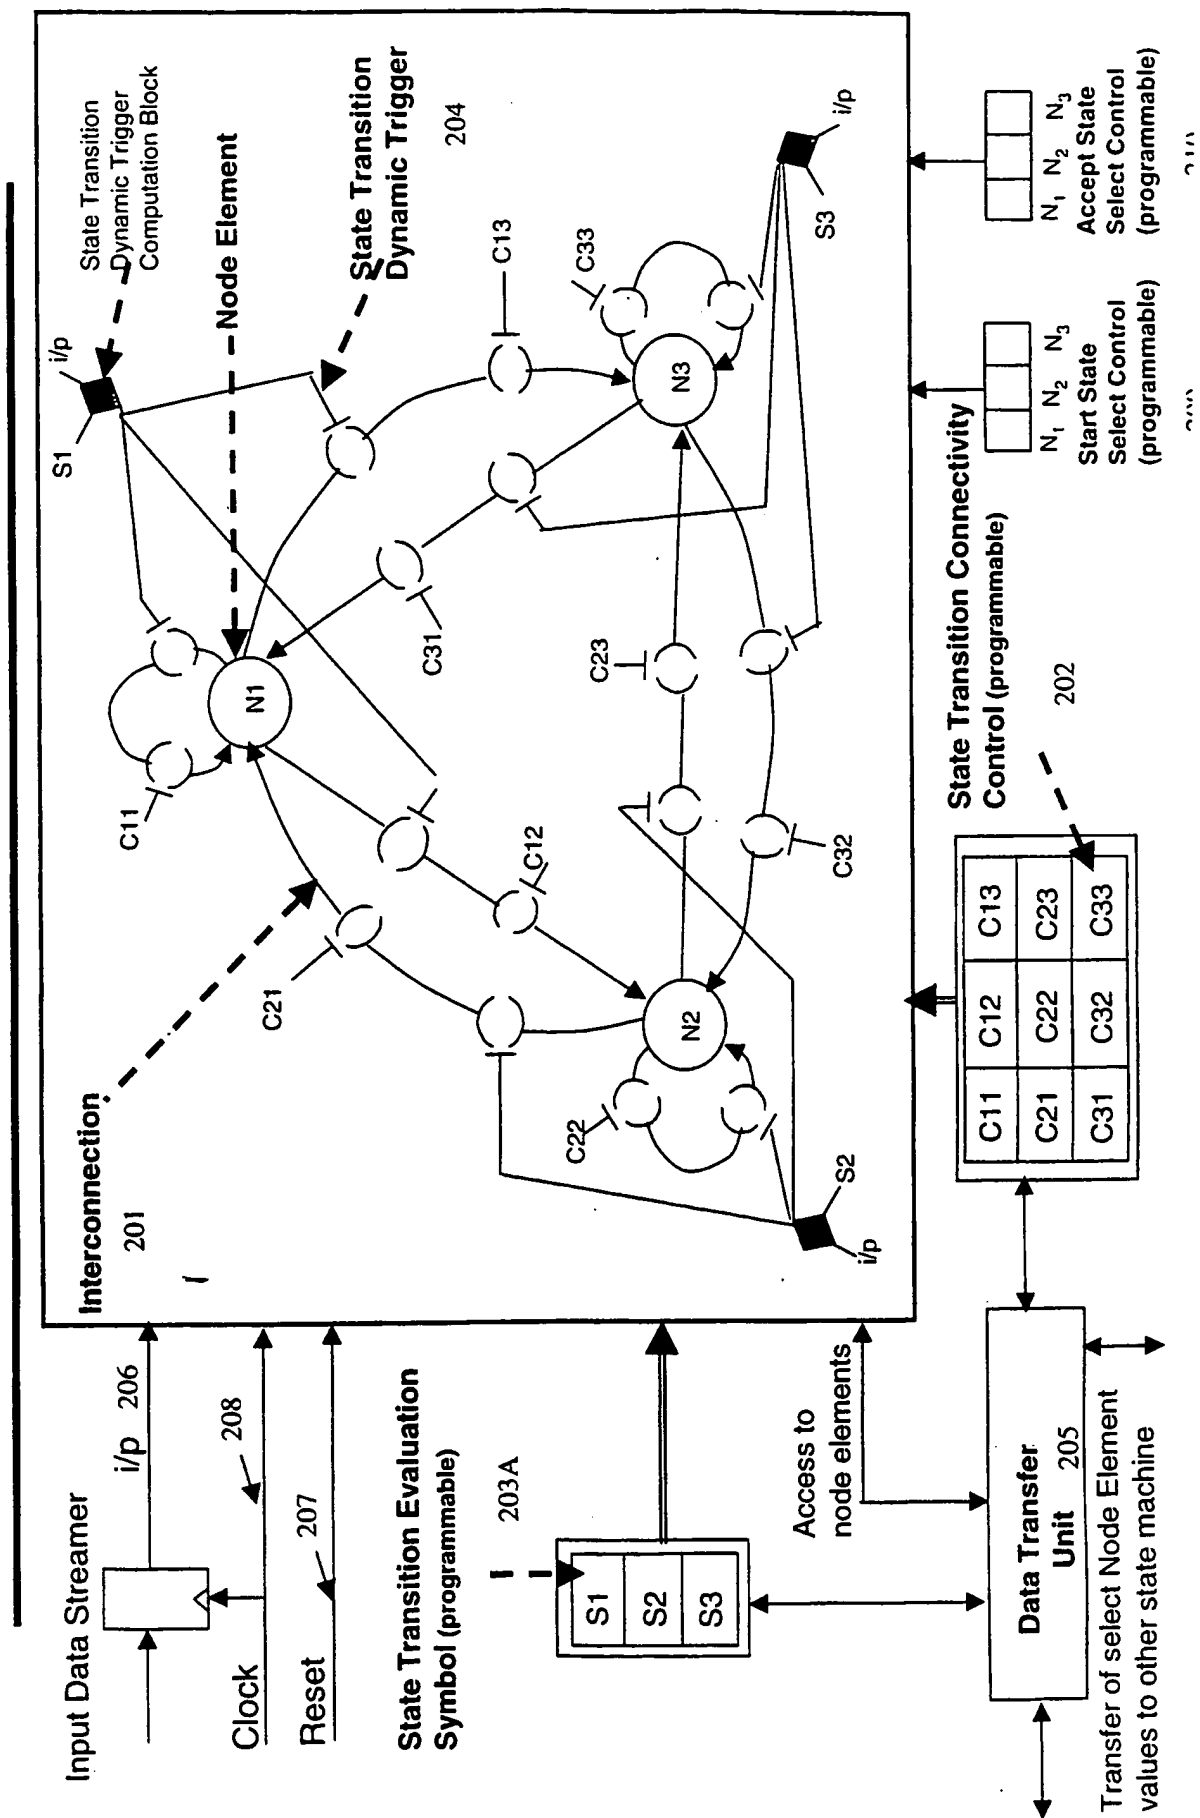 Input Data Streamer
i/p
206
Clock
208
Reset
207
State Transition Evaluation
Symbol (programmable)
203A
S1
S2
S3
Access to
node elements
Data Transfer
Unit
205
Transfer of select Node Element
values to other state machine
Interconnection
201
C21
C22
S2
i/p
N2
C12
C11
N1
C32
C23
C31
S1
i/p
State Transition
Dynamic Trigger
Computation Block
Node Element
State Transition
Dynamic Trigger
204
C13
C33
N3
S3
i/p
C11
C12
C13
C21
C22
C23
C31
C32
C33
State Transition Connectivity
Control (programmable)
202
N1 N2 N3
Start State
Select Control
(programmable)
N1 N2 N3
Accept State
Select Control
(programmable)